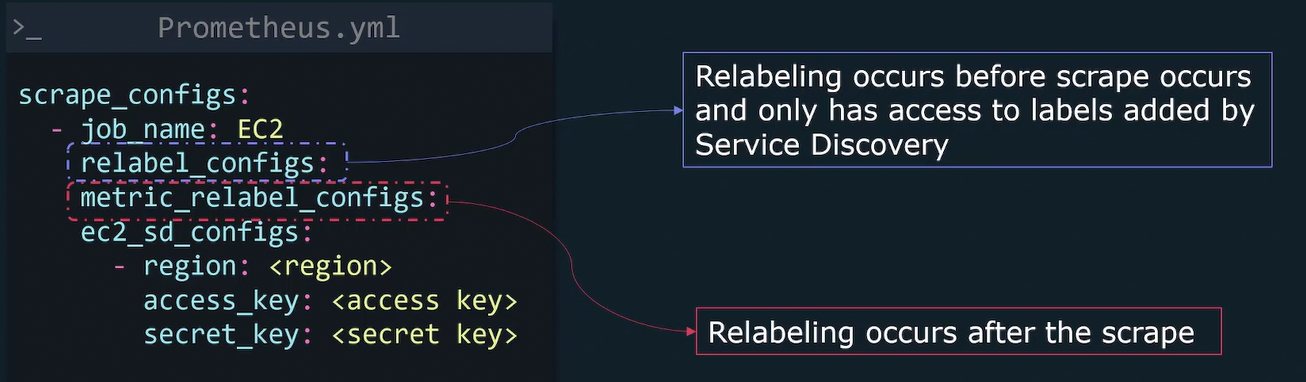 >_ Prometheus.yml
scrape_configs:
  - job_name: EC2
    relabel_configs:
    metric_relabel_configs:
    ec2_sd_configs:
      - region: <region>
        access_key: <access key>
        secret_key: <secret key>
Relabeling occurs before scrape occurs
and only has access to labels added by
Service Discovery
Relabeling occurs after the scrape